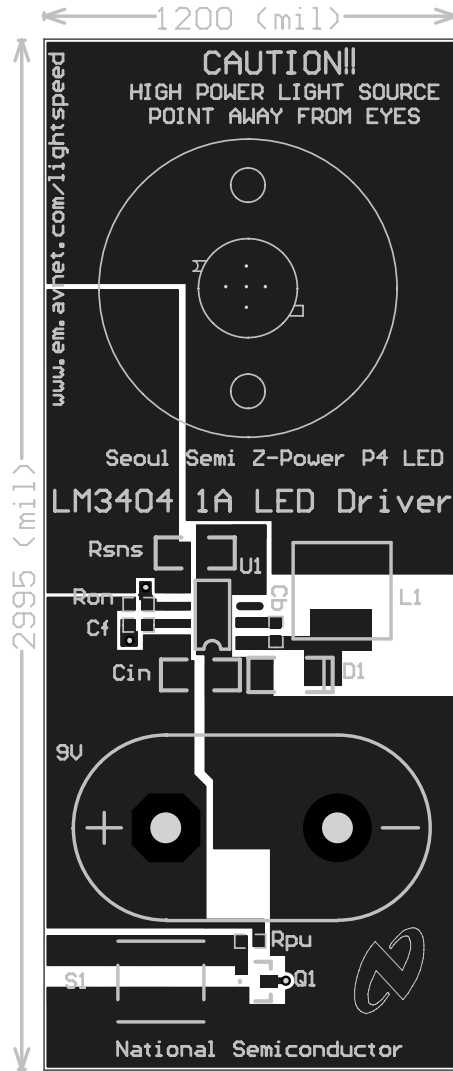 1200 (mil)
CAUTION!!
HIGH POWER LIGHT SOURCE
POINT AWAY FROM EYES
www.em.avnet.com/lightspeed
Seoul Semi Z-Power P4 LED
LM3404 1A LED Driver
2995 (mil)
Rsns
U1
Ron
Cb
L1
Cf
Cin
D1
9V
+
−
Rpu
S1
Q1
National Semiconductor